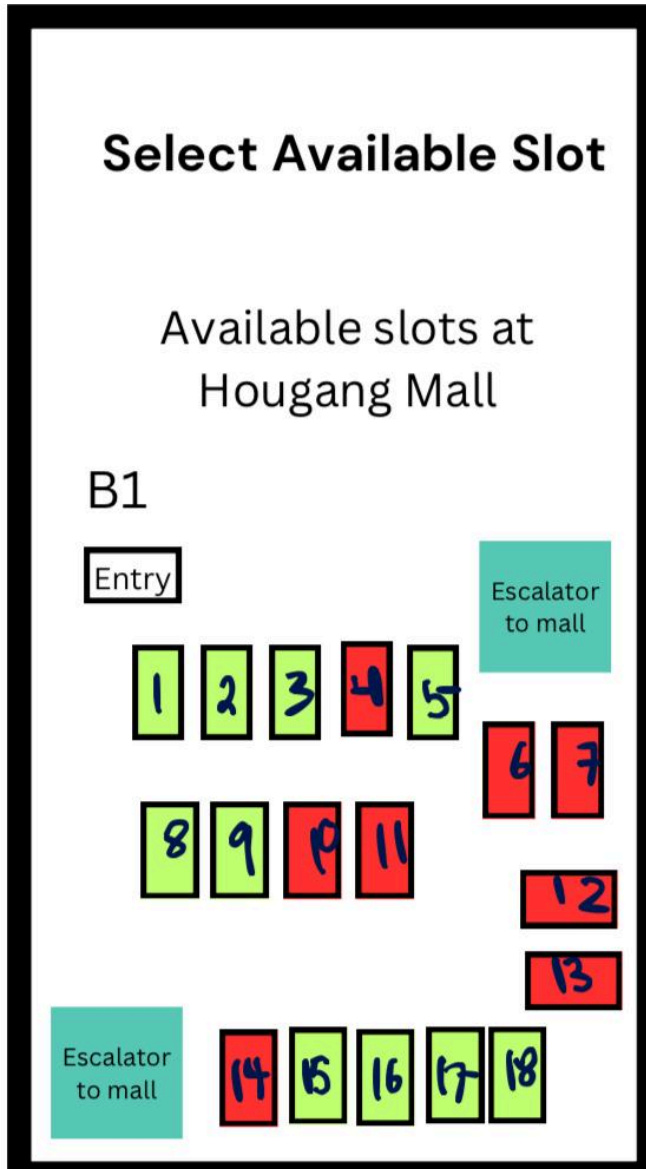 Select Available Slot
Available slots at
Hougang Mall
B1
Entry
Escalator
to mall
1 2 3 4 5
6 7
8 9 10 11
12
13
Escalator
to mall
14 15 16 17 18